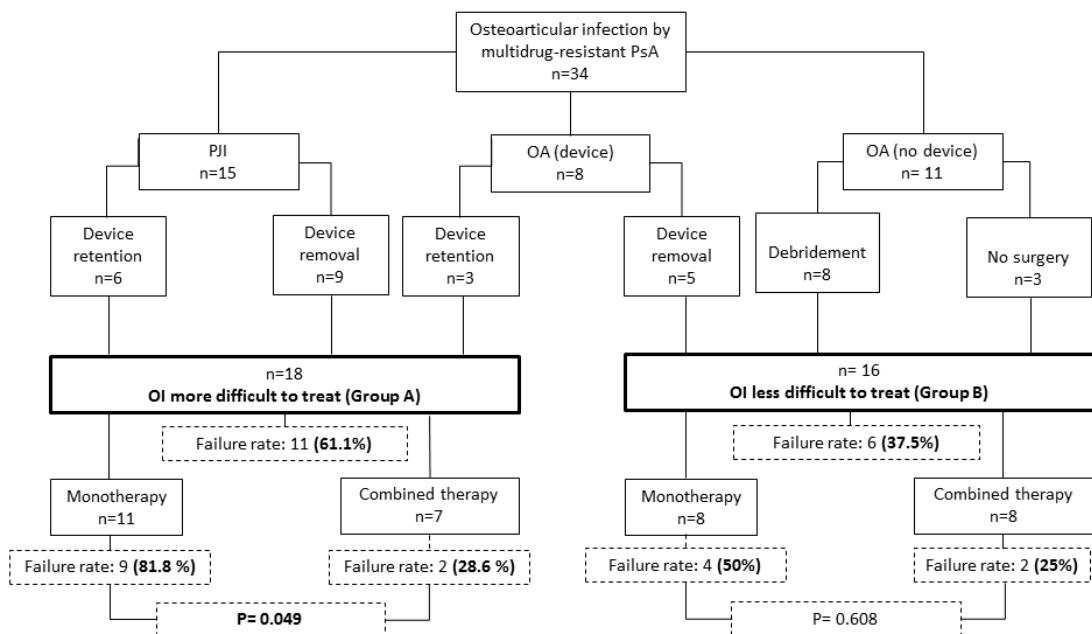 Osteoarticular infection by
multidrug-resistant PsA
n=34
PJI
n=15
OA (device)
n=8
OA (no device)
n= 11
Device
retention
n=6
Device
removal
n=9
Device
retention
n=3
Device
removal
n=5
Debridement
n=8
No surgery
n=3
n=18
OI more difficult to treat (Group A)
n= 16
OI less difficult to treat (Group B)
Failure rate: 11 (61.1%)
Failure rate: 6 (37.5%)
Monotherapy
n=11
Combined therapy
n=7
Monotherapy
n=8
Combined therapy
n=8
Failure rate: 9 (81.8 %)
Failure rate: 2 (28.6 %)
Failure rate: 4 (50%)
Failure rate: 2 (25%)
P= 0.049
P= 0.608